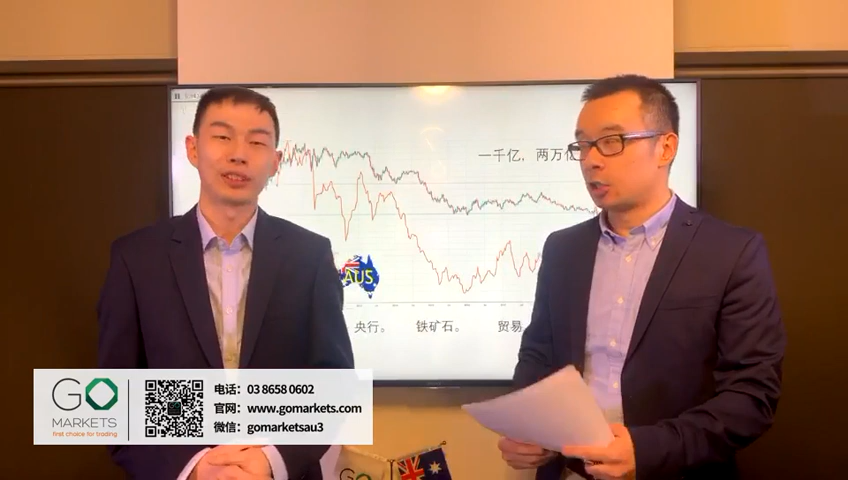 一千亿，两万亿
AUS
央行。 铁矿石。 贸易
GO
MARKETS
first choice for trading
电话：03 8658 0602
官网：www.gomarkets.com
微信：gomarketsau3
GO